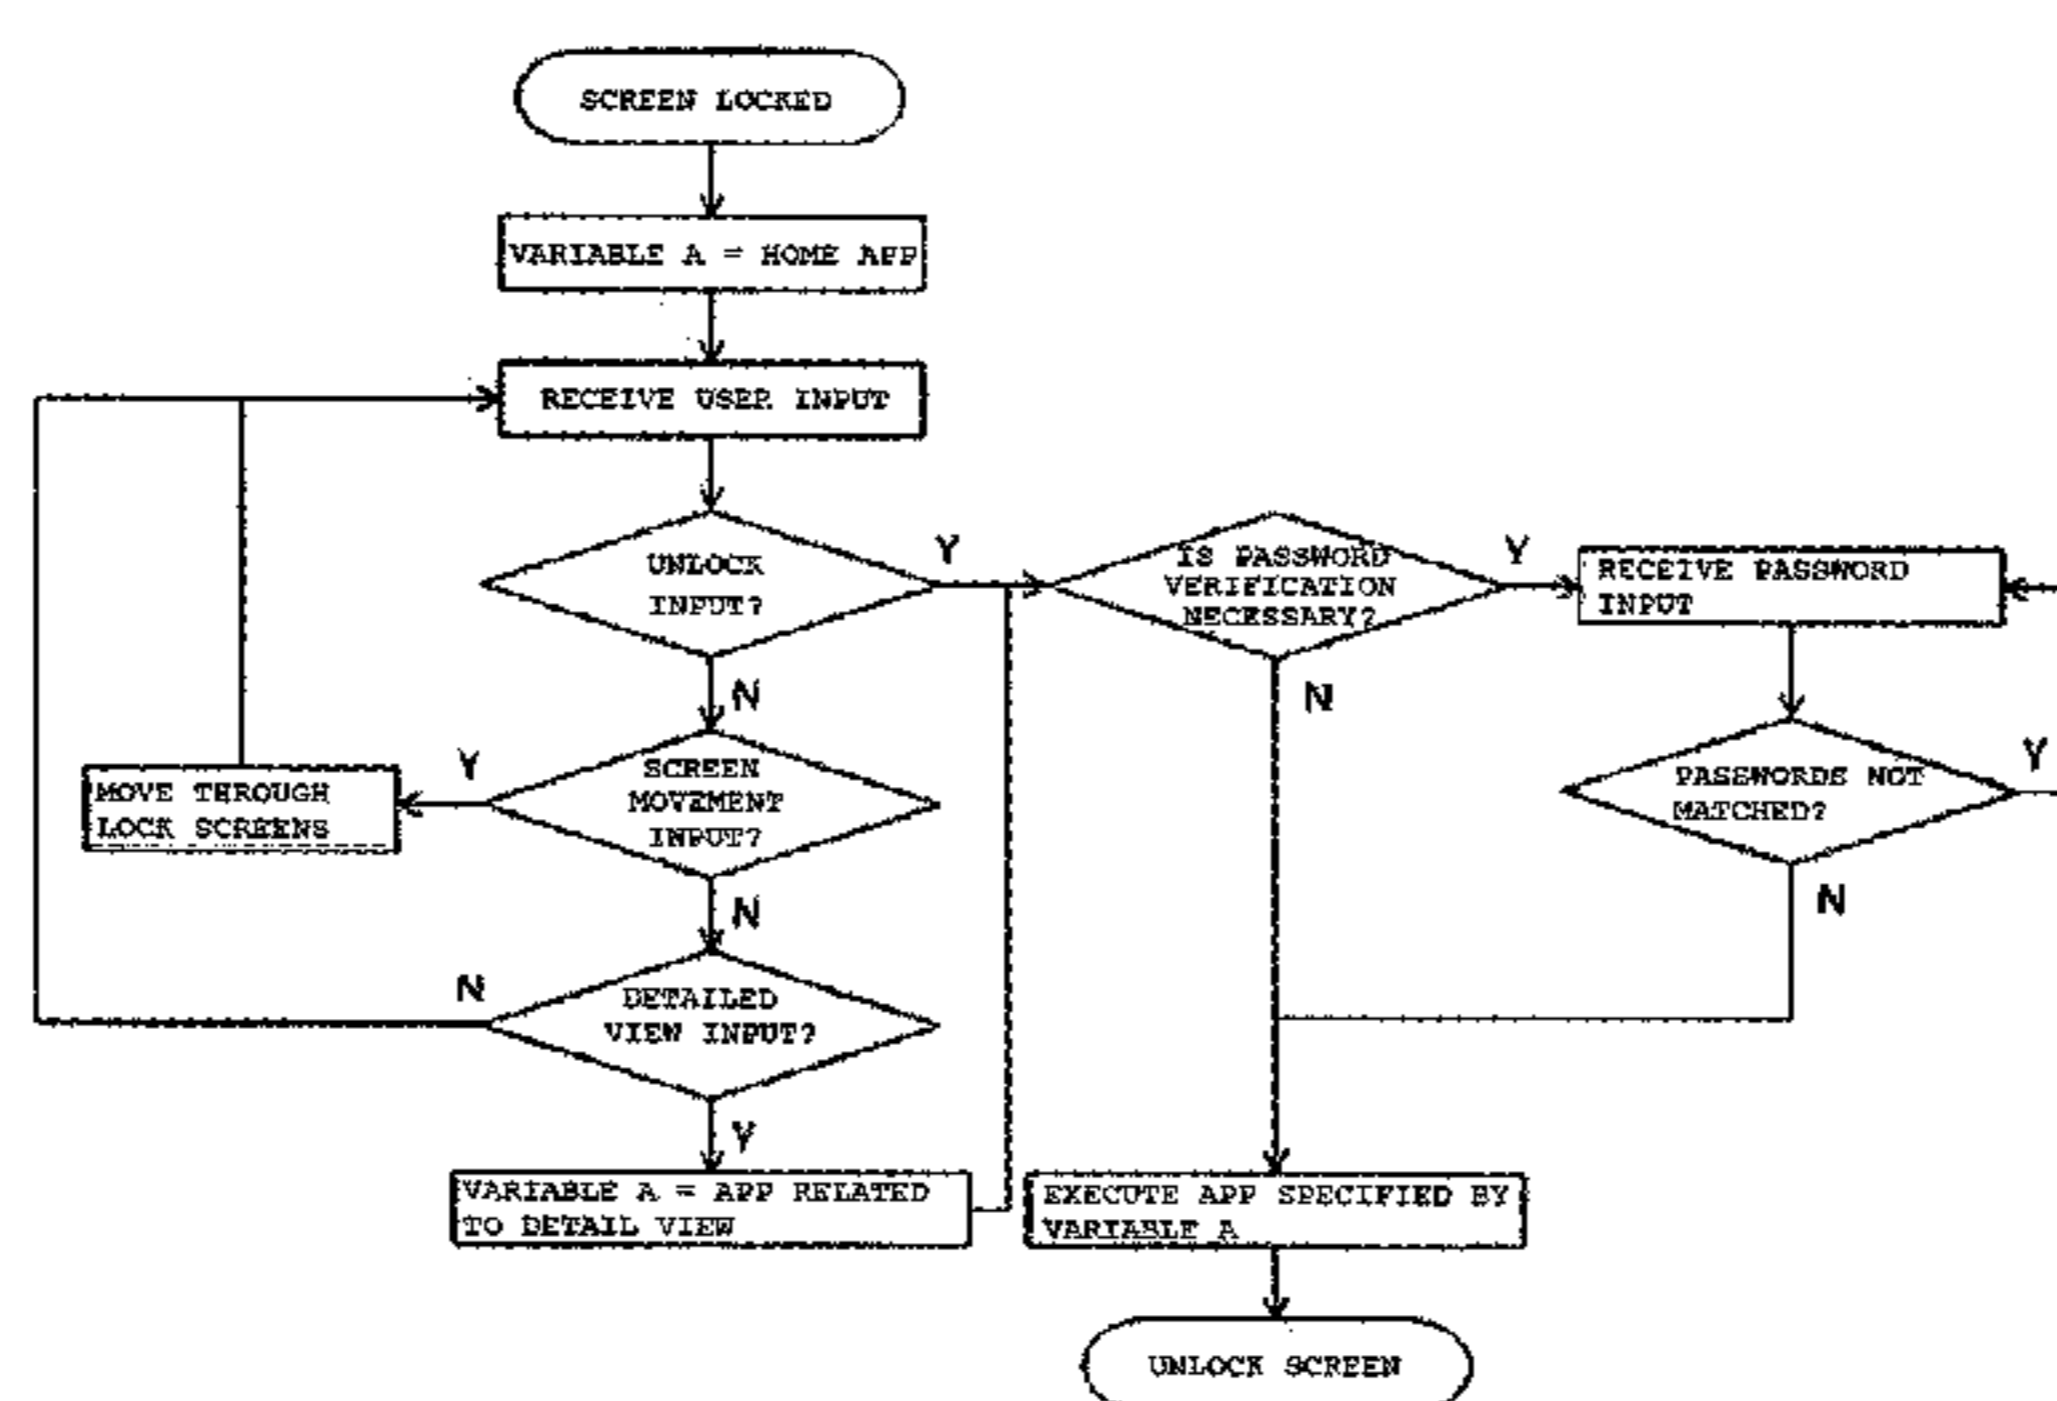 SCREEN LOCKED
VARIABLE A = HOME APP
RECEIVE USER INPUT
UNLOCK
INPUT?
Y
N
IS PASSWORD
VERIFICATION
NECESSARY?
Y
N
RECEIVE PASSWORD
INPUT
PASSWORDS NOT
MATCHED?
Y
N
SCREEN
MOVEMENT
INPUT?
Y
N
MOVE THROUGH
LOCK SCREENS
DETAILED
VIEW INPUT?
N
Y
VARIABLE A = APP RELATED
TO DETAIL VIEW
EXECUTE APP SPECIFIED BY
VARIABLE A
UNLOCK SCREEN